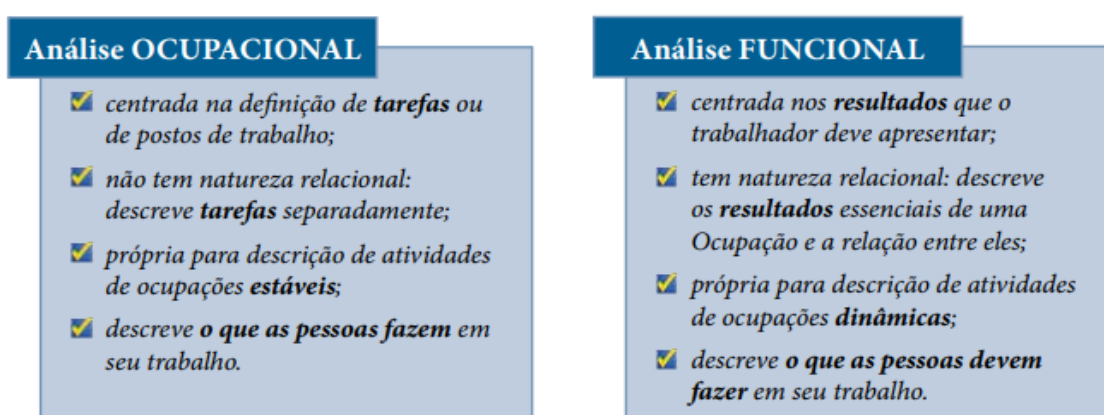 Análise OCUPACIONAL
centrada na definição de tarefas ou
de postos de trabalho;
não tem natureza relacional:
descreve tarefas separadamente;
própria para descrição de atividades
de ocupações estáveis;
descreve o que as pessoas fazem em
seu trabalho.
Análise FUNCIONAL
centrada nos resultados que o
trabalhador deve apresentar;
tem natureza relacional: descreve
os resultados essenciais de uma
Ocupação e a relação entre eles;
própria para descrição de atividades
de ocupações dinâmicas;
descreve o que as pessoas devem
fazer em seu trabalho.